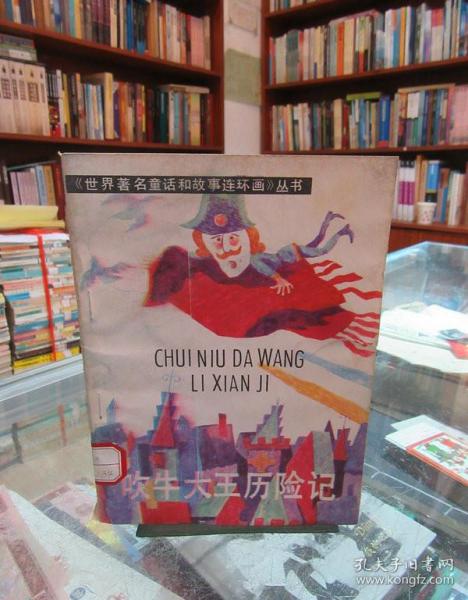 《世界著名童话和故事连环画》丛书
CHUI NIU DA WANG
LI XIAN JI
吹牛大王历险记
孔夫子旧书网
www.kongfz.com